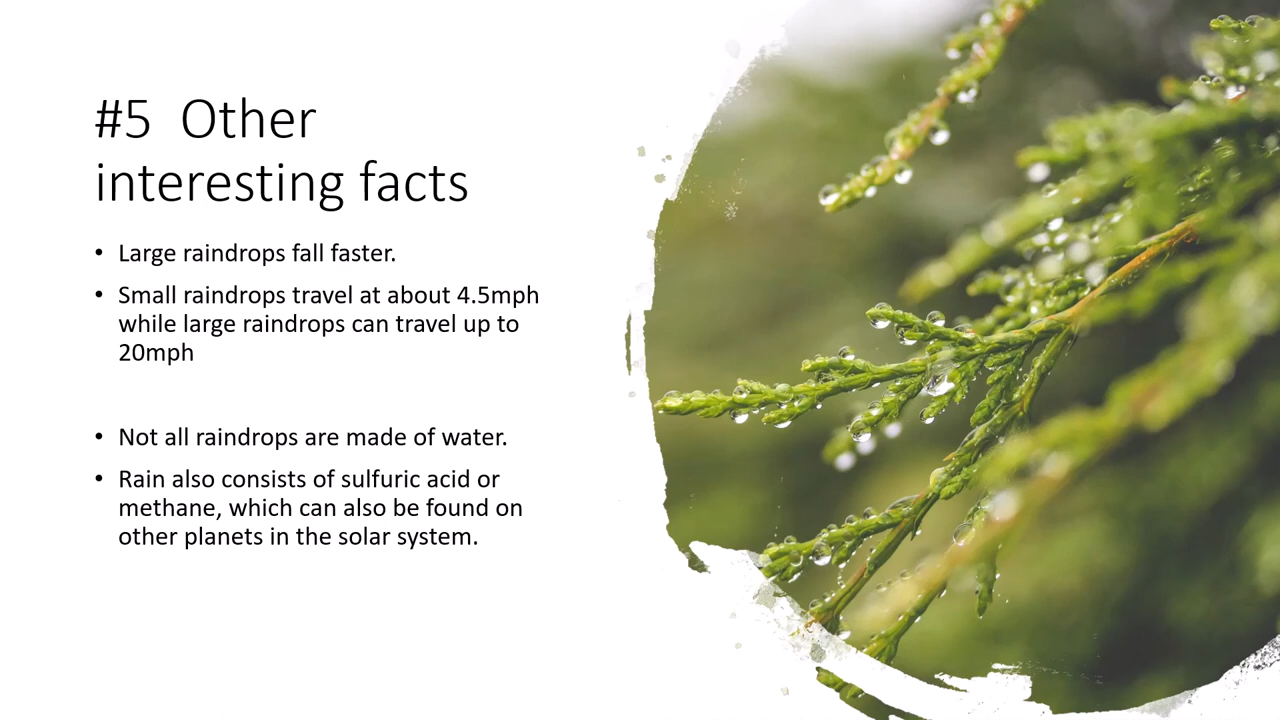 #5  Other
interesting facts
• Large raindrops fall faster.
• Small raindrops travel at about 4.5mph
while large raindrops can travel up to
20mph
• Not all raindrops are made of water.
• Rain also consists of sulfuric acid or
methane, which can also be found on
other planets in the solar system.